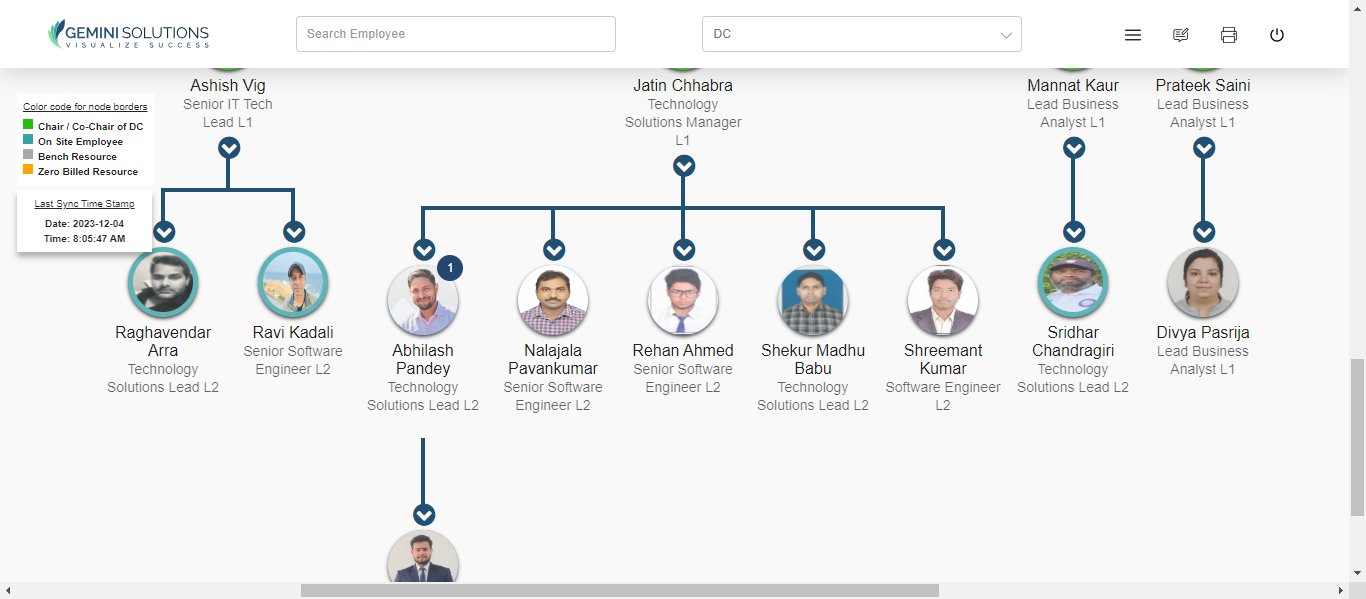 GEMINI SOLUTIONS
VISUALIZE SUCCESS
Search Employee
DC
Ashish Vig
Senior IT Tech
Lead L1
Jatin Chhabra
Technology
Solutions Manager
L1
Mannat Kaur
Lead Business
Analyst L1
Prateek Saini
Lead Business
Analyst L1
Color code for node borders
Chair / Co-Chair of DC
On Site Employee
Bench Resource
Zero Billed Resource
Last Sync Time Stamp
Date: 2023-12-04
Time: 8:05:47 AM
Raghavendar
Arra
Technology
Solutions Lead L2
Ravi Kadali
Senior Software
Engineer L2
1
Abhilash
Pandey
Technology
Solutions Lead L2
Nalajala
Pavankumar
Senior Software
Engineer L2
Rehan Ahmed
Senior Software
Engineer L2
Shekur Madhu
Babu
Technology
Solutions Lead L2
Shreemant
Kumar
Software Engineer
L2
Sridhar
Chandragiri
Technology
Solutions Lead L2
Divya Pasrija
Lead Business
Analyst L1